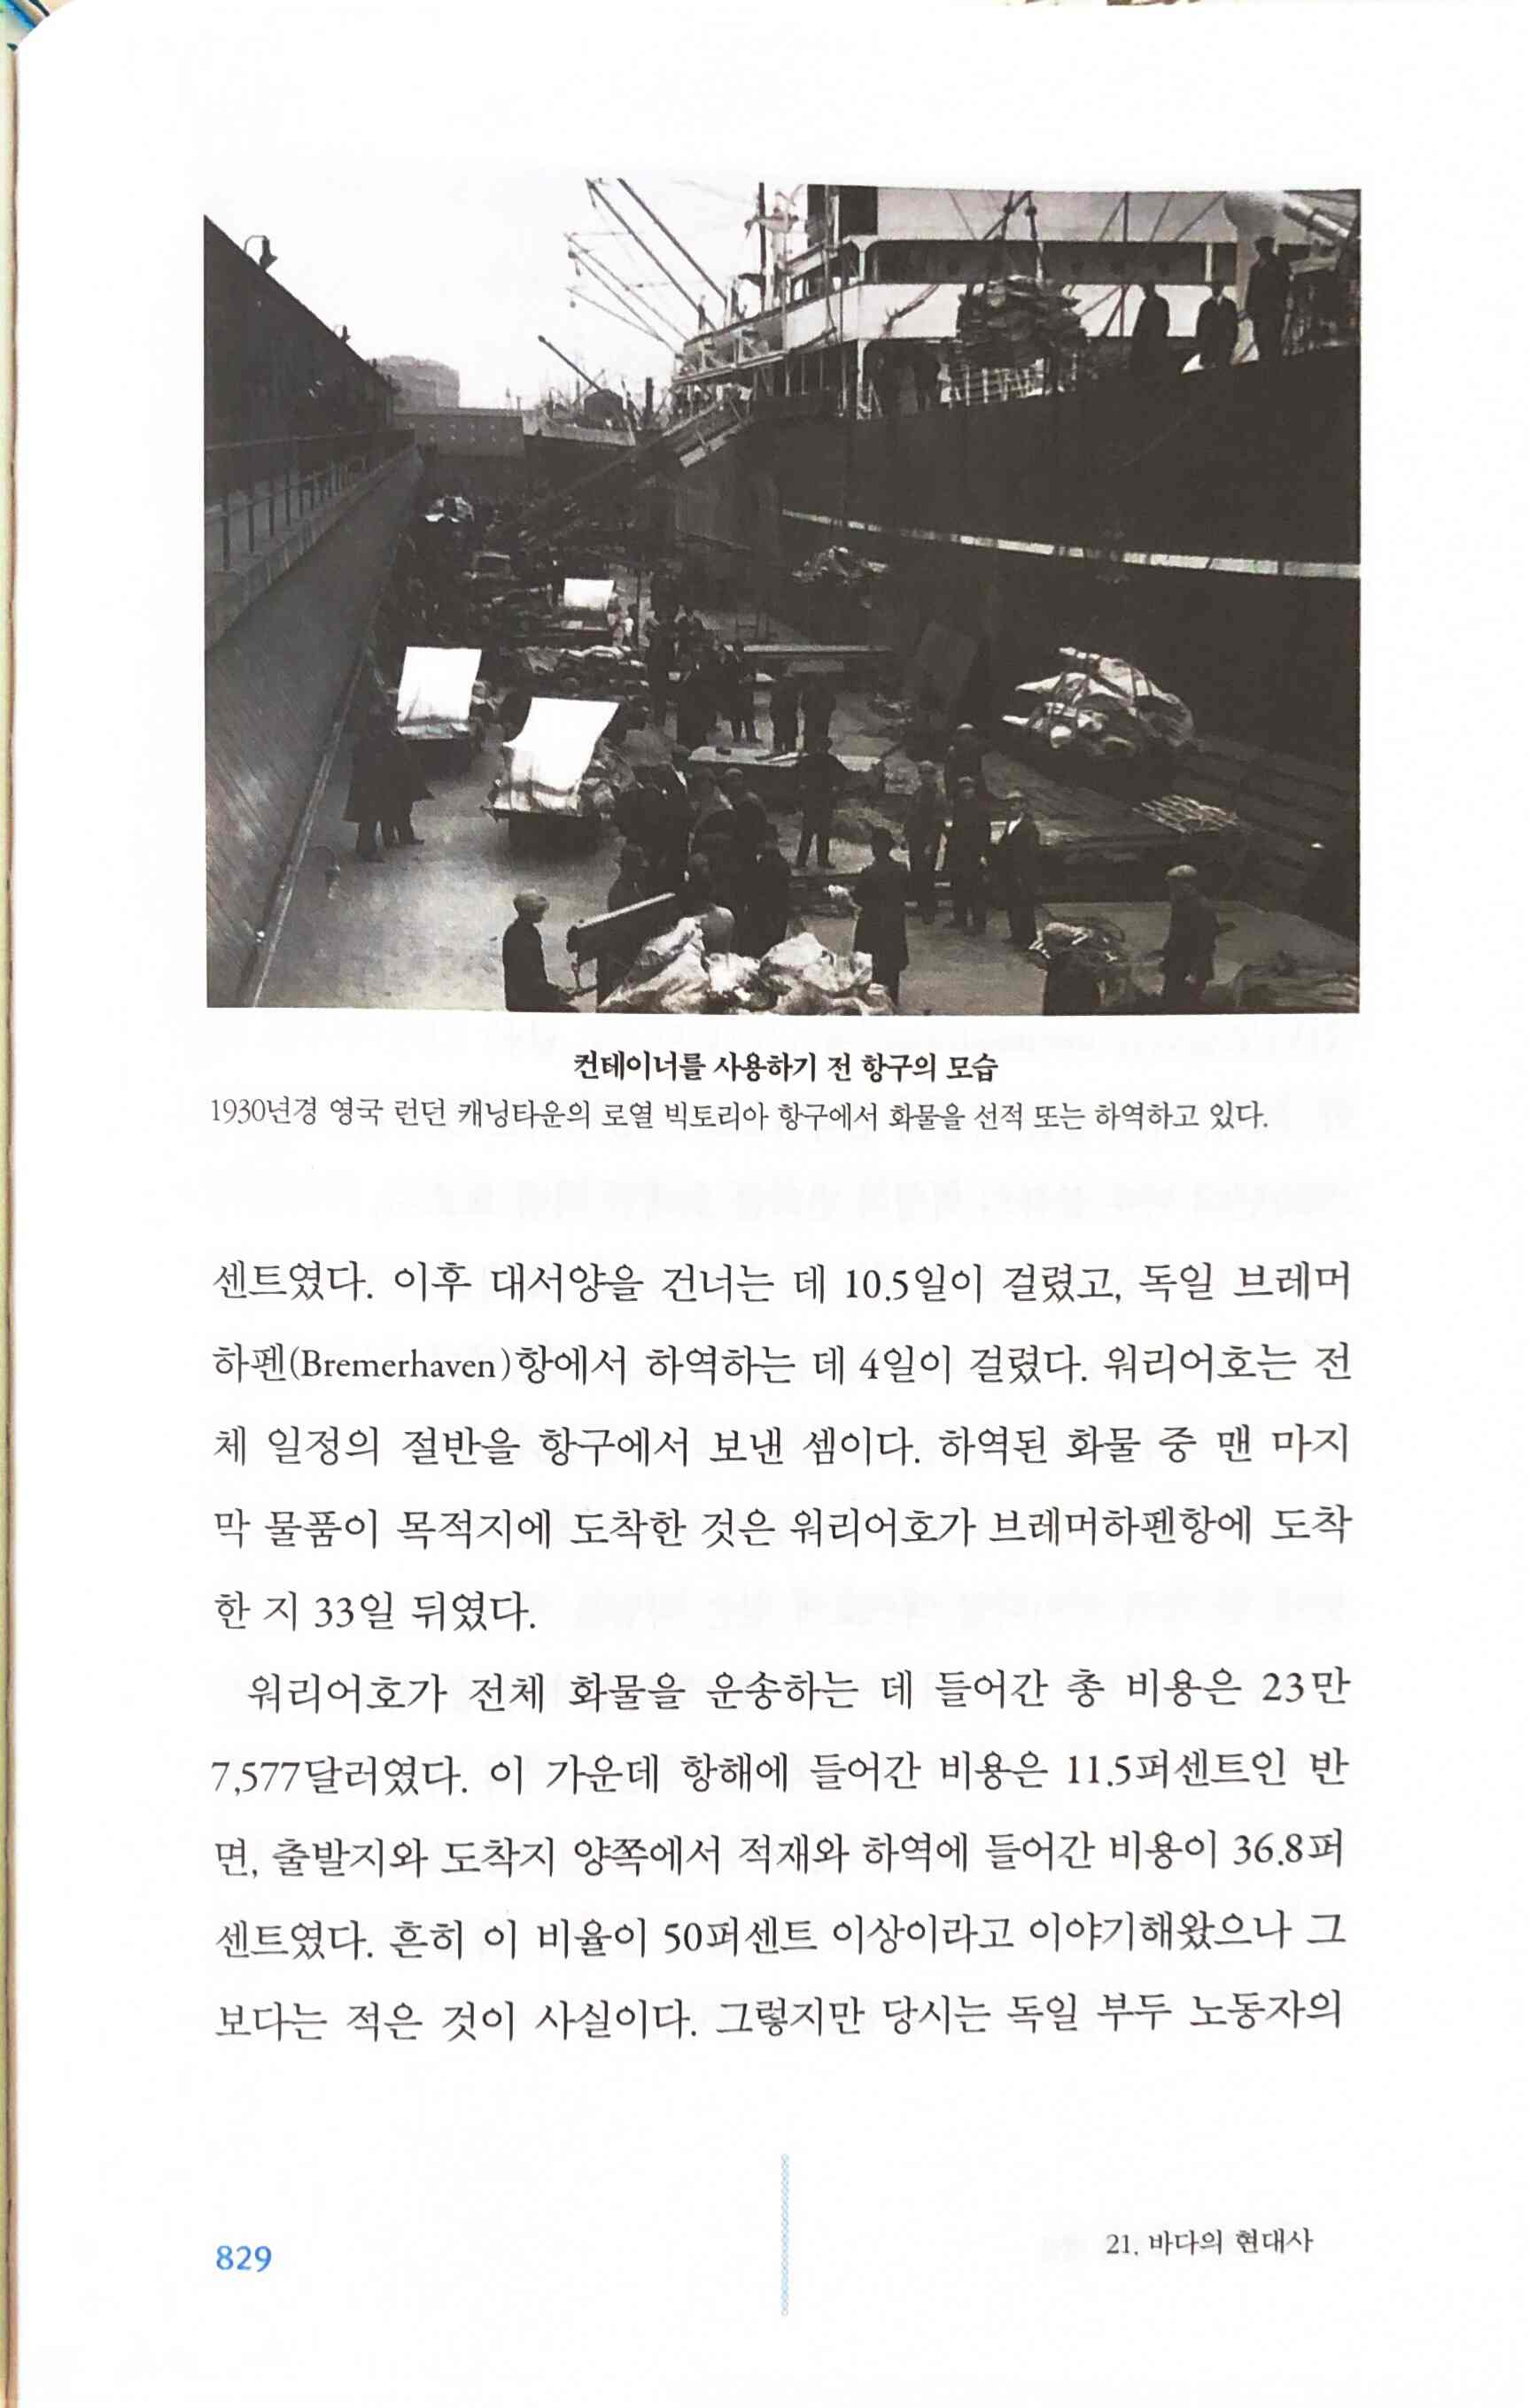 컨테이너를 사용하기 전 항구의 모습
1930년경 영국 런던 캐닝타운의 로열 빅토리아 항구에서 화물을 선적 또는 하역하고 있다.
센트였다. 이후 대서양을 건너는 데 10.5일이 걸렸고, 독일 브레머
하펜(Bremerhaven)항에서 하역하는 데 4일이 걸렸다. 워리어호는 전
체 일정의 절반을 항구에서 보낸 셈이다. 하역된 화물 중 맨 마지
막 물품이 목적지에 도착한 것은 워리어호가 브레머하펜항에 도착
한 지 33일 뒤였다.
워리어호가 전체 화물을 운송하는 데 들어간 총 비용은 23만
7,577달러였다. 이 가운데 항해에 들어간 비용은 11.5퍼센트인 반
면, 출발지와 도착지 양쪽에서 적재와 하역에 들어간 비용이 36.8퍼
센트였다. 흔히 이 비율이 50퍼센트 이상이라고 이야기해왔으나 그
보다는 적은 것이 사실이다. 그렇지만 당시는 독일 부두 노동자의
829
21. 바다의 현대사